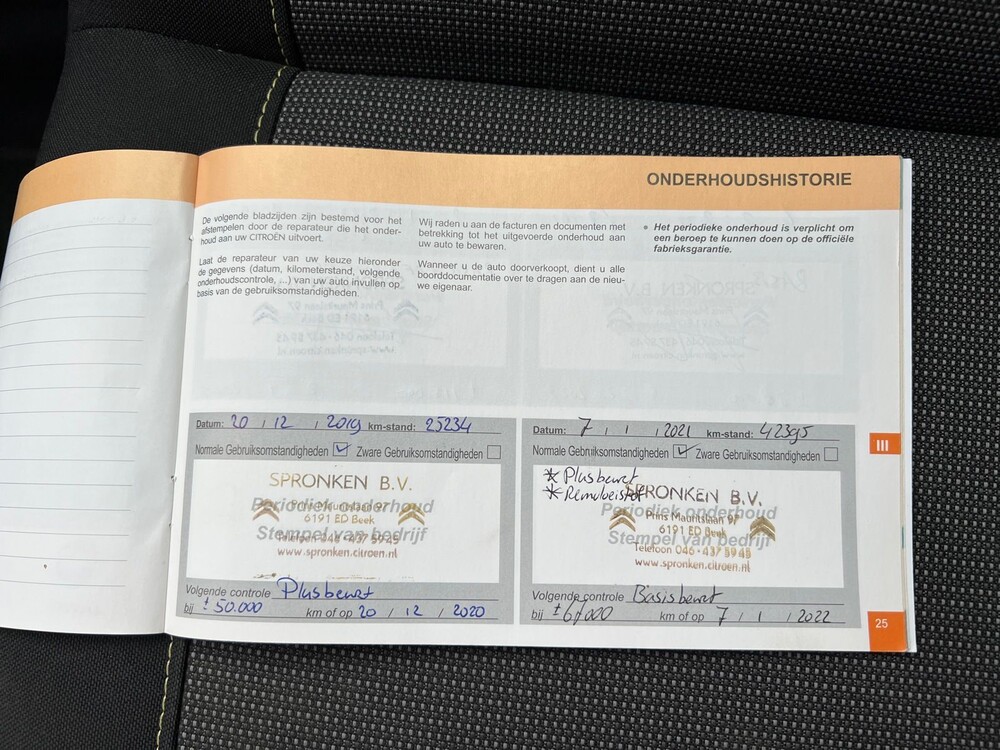 ONDERHOUDSHISTORIE
De volgende bladzijden zijn bestemd voor het
afstempelen door de reparateur die het onder-
houd aan uw CITROËN uitvoert.
Laat de reparateur van uw keuze hieronder
de gegevens (datum, kilometerstand, volgende
onderhoudscontrole, ...) van uw auto invullen op
basis van de gebruiksomstandigheden.
Wij raden u aan de facturen en documenten met
betrekking tot het uitgevoerde onderhoud aan
uw auto te bewaren.
Wanneer u de auto doorverkoopt, dient u alle
boorddocumentatie over te dragen aan de nieu-
we eigenaar.
• Het periodieke onderhoud is verplicht om
een beroep te kunnen doen op de officiële
fabrieksgarantie.
Datum: 20 / 12 / 2019 km-stand: 25234
Normale Gebruiksomstandigheden Zware Gebruiksomstandigheden
SPRONKEN B.V.
Periodiek onderhoud
Prins Mauritslaan 97
6191 ED Beek
Stempel van bedrijf
Telefoon 046 - 437 59 45
www.spronken.citroen.nl
Volgende controle Plusbeurt
bij ± 50.000 km of op 20 / 12 / 2020
Datum: 7 / 1 / 2021 km-stand: 42395
Normale Gebruiksomstandigheden Zware Gebruiksomstandigheden
* Plusbeurt
* Remvloeistof
SPRONKEN B.V.
Periodiek onderhoud
Prins Mauritslaan 97
6191 ED Beek
Stempel van bedrijf
Telefoon 046 - 437 59 45
www.spronken.citroen.nl
Volgende controle Basisbeurt
bij ± km of op 7 / 1 / 2022
III
25